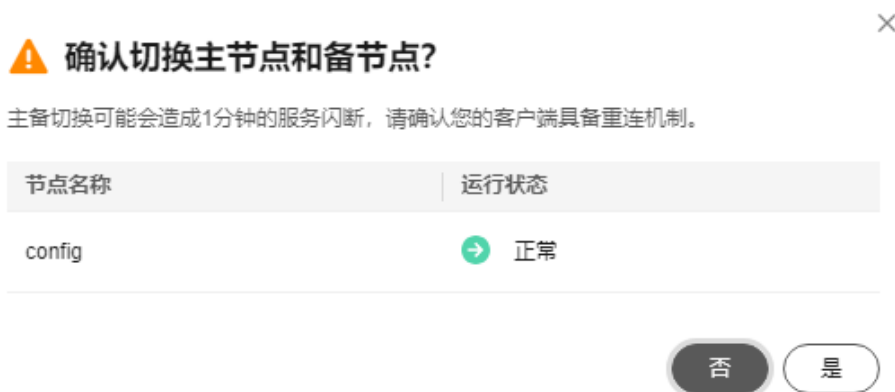 确认切换主节点和备节点？
主备切换可能会造成1分钟的服务闪断，请确认您的客户端具备重连机制。
节点名称 运行状态
config 正常
否 是